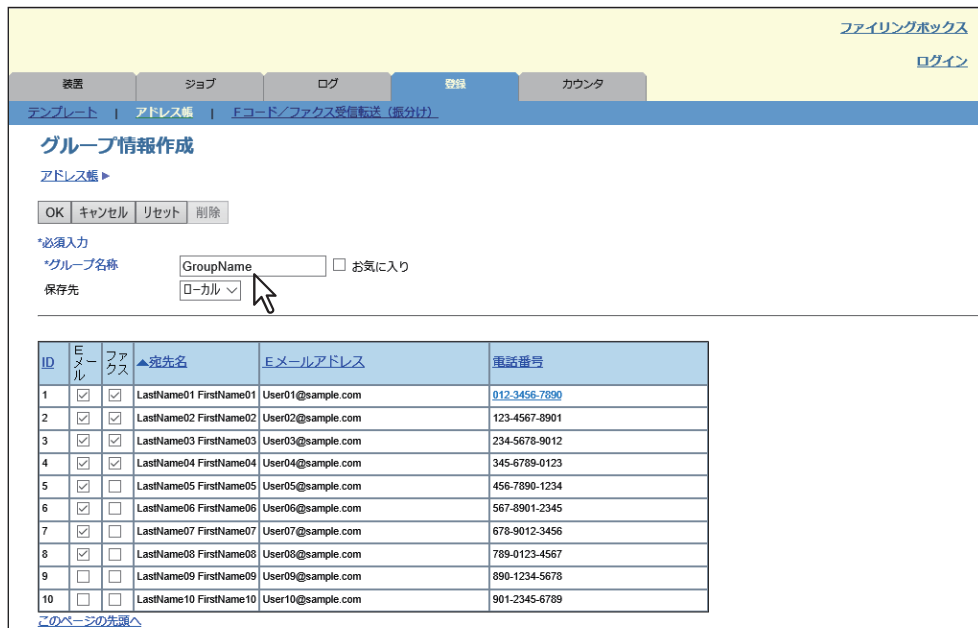 ファイリングボックス
ログイン
装置 ジョブ ログ 登録 カウンタ
テンプレート | アドレス帳 | Fコード／ファクス受信転送（振分け）
グループ情報作成
アドレス帳▶
OK キャンセル リセット 削除
*必須入力
*グループ名称 GroupName お気に入り
保存先 ローカル
ID Eメール ファクス ▲宛先名 Eメールアドレス 電話番号
1 LastName01 FirstName01 User01@sample.com 012-3456-7890
2 LastName02 FirstName02 User02@sample.com 123-4567-8901
3 LastName03 FirstName03 User03@sample.com 234-5678-9012
4 LastName04 FirstName04 User04@sample.com 345-6789-0123
5 LastName05 FirstName05 User05@sample.com 456-7890-1234
6 LastName06 FirstName06 User06@sample.com 567-8901-2345
7 LastName07 FirstName07 User07@sample.com 678-9012-3456
8 LastName08 FirstName08 User08@sample.com 789-0123-4567
9 LastName09 FirstName09 User09@sample.com 890-1234-5678
10 LastName10 FirstName10 User10@sample.com 901-2345-6789
このページの先頭へ